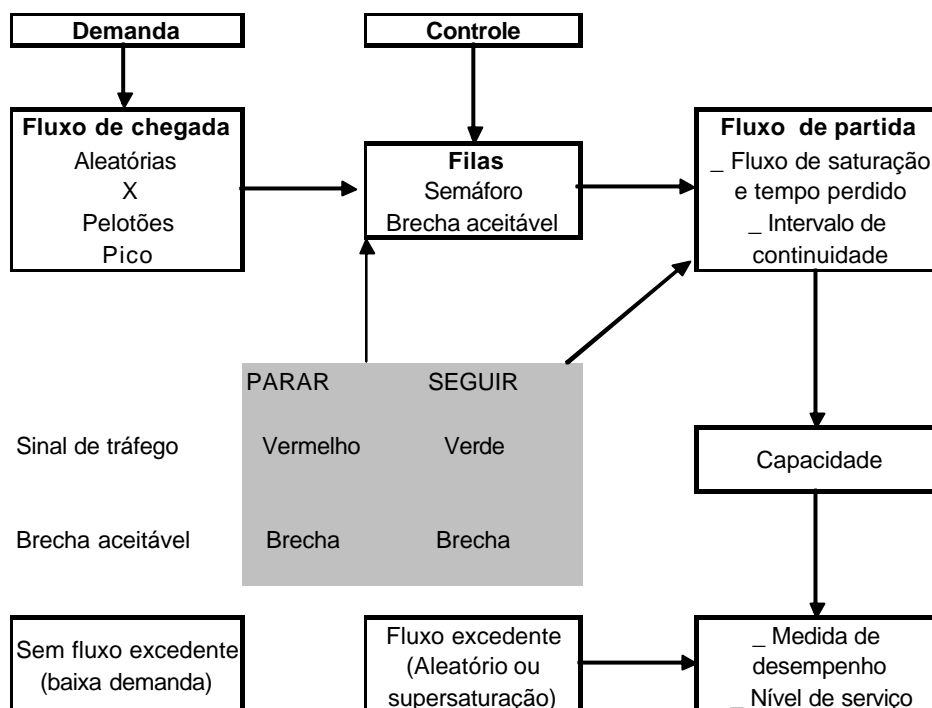 Demanda
Controle
Fluxo de chegada
Aleatórias
X
Pelotões
Pico
Filas
Semáforo
Brecha aceitável
Fluxo de partida
_ Fluxo de saturação
e tempo perdido
_ Intervalo de
continuidade
PARAR SEGUIR
Sinal de tráfego Vermelho Verde
Brecha aceitável Brecha Brecha
Capacidade
Sem fluxo excedente
(baixa demanda)
Fluxo excedente
(Aleatório ou
supersaturação)
_ Medida de
desempenho
_ Nível de serviço